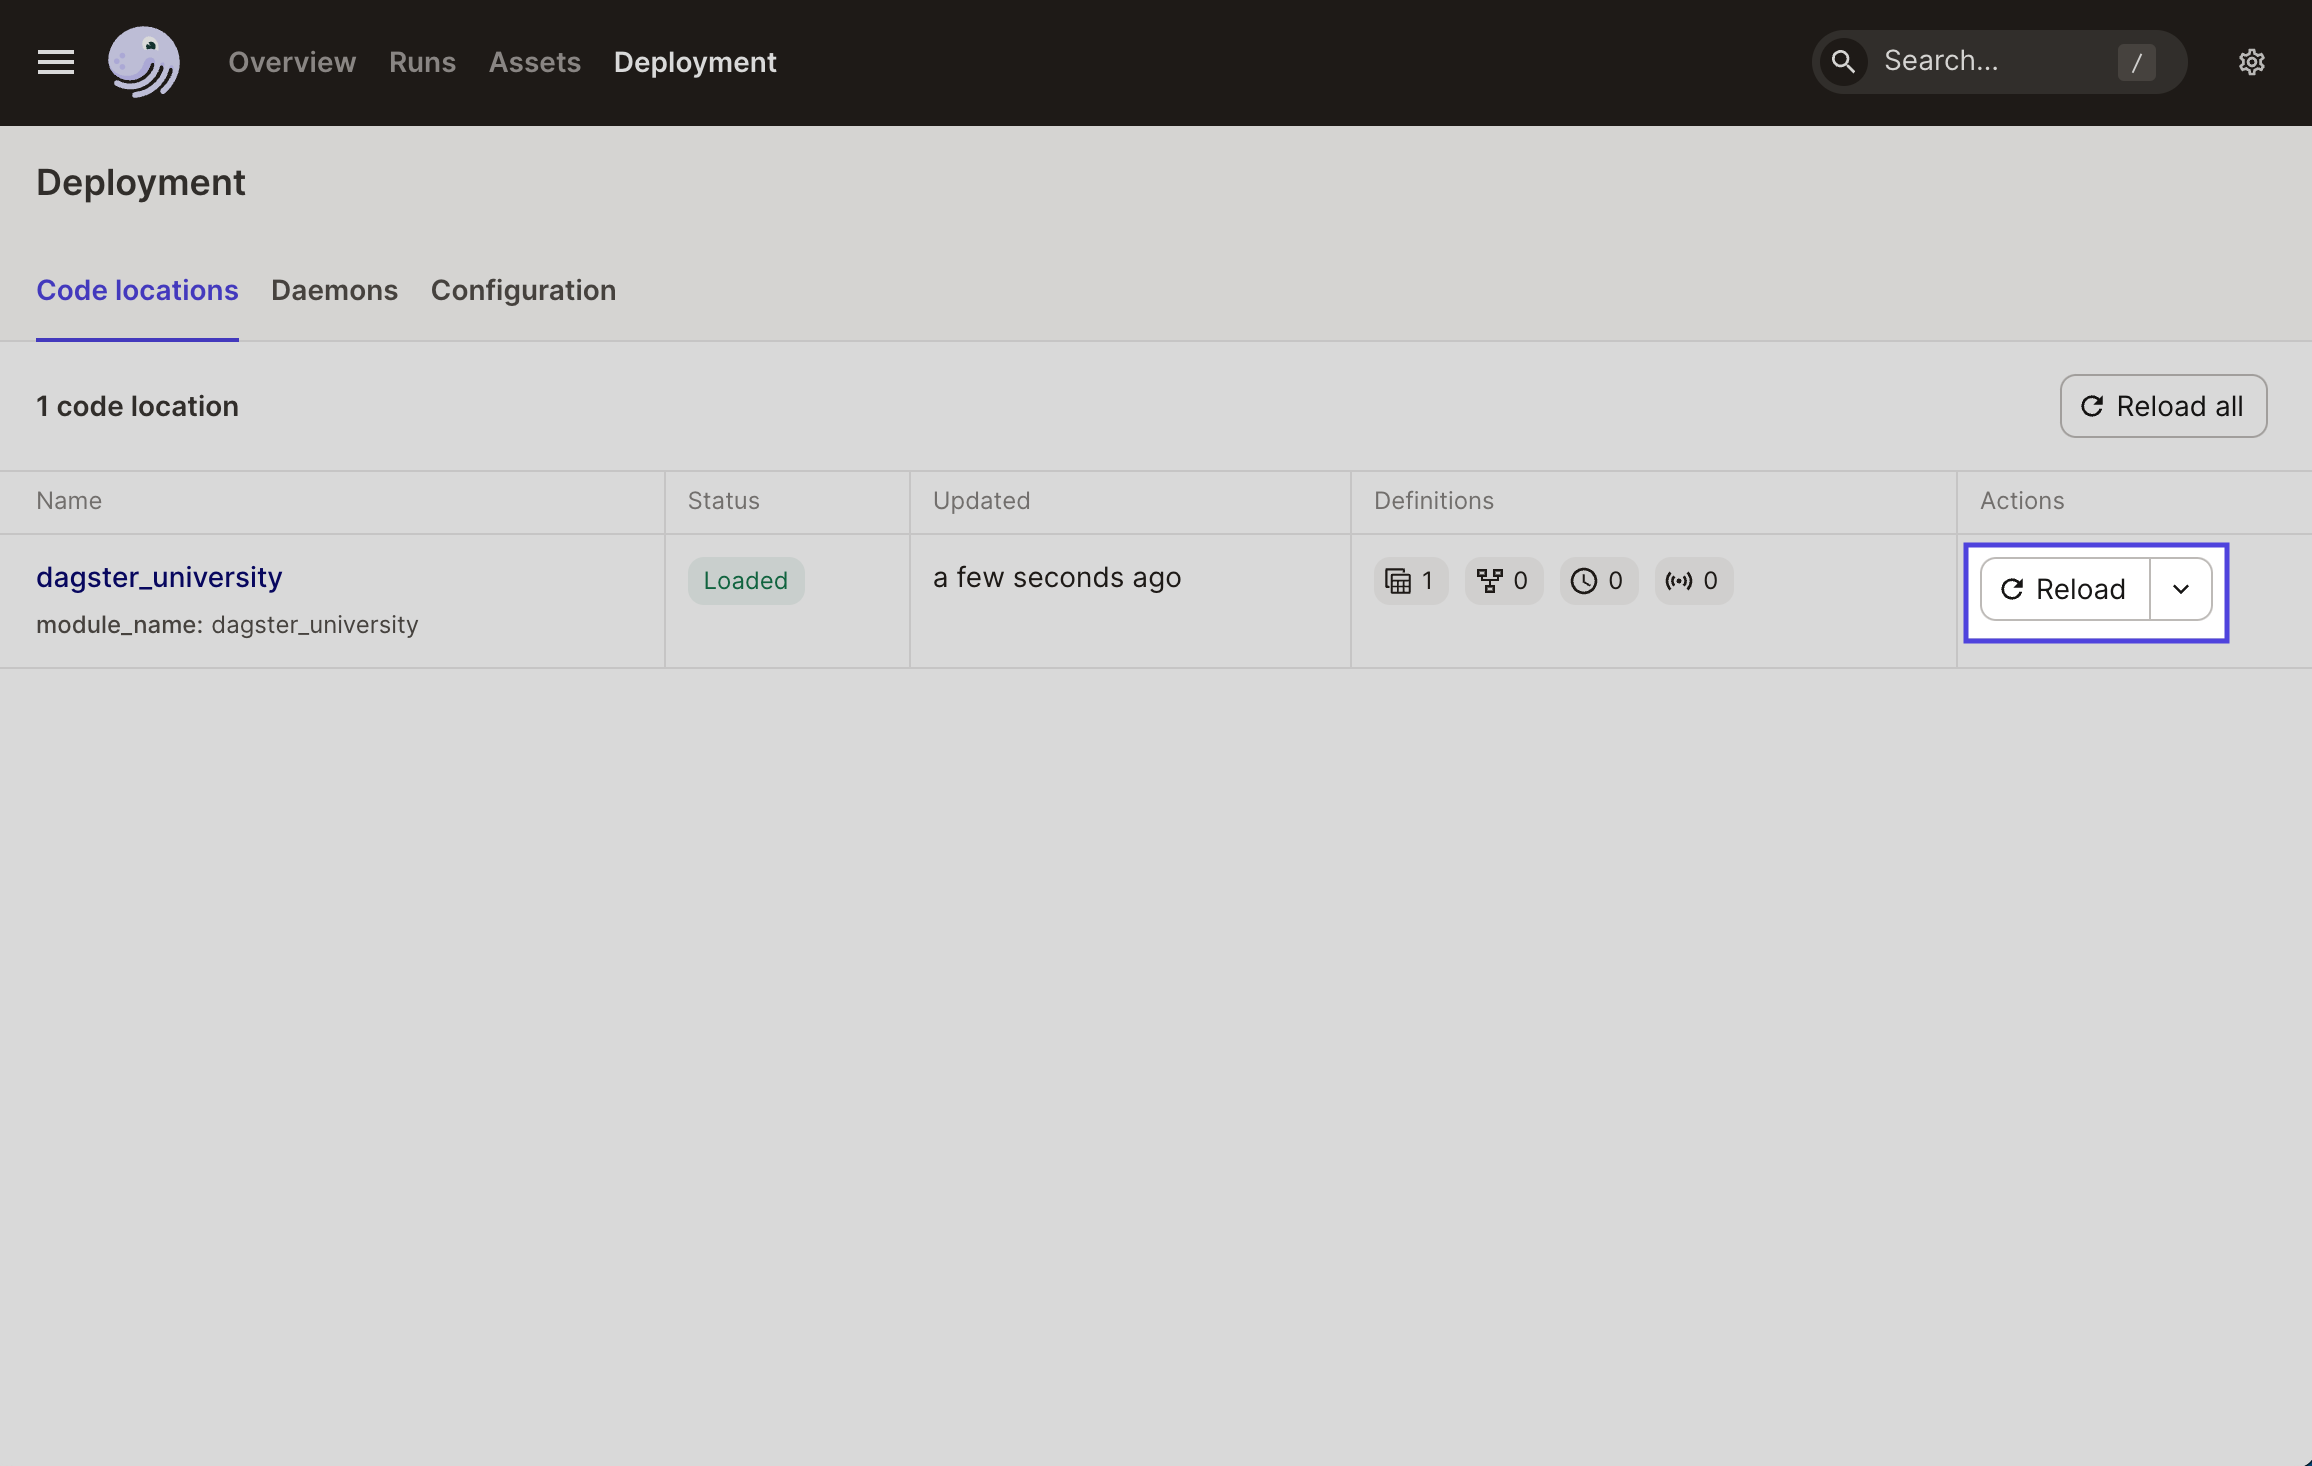 Overview Runs Assets Deployment Search... /
Deployment
Code locations Daemons Configuration
1 code location Reload all
Name Status Updated Definitions Actions
dagster_university Loaded a few seconds ago 1 0 0 0 Reload
module_name: dagster_university